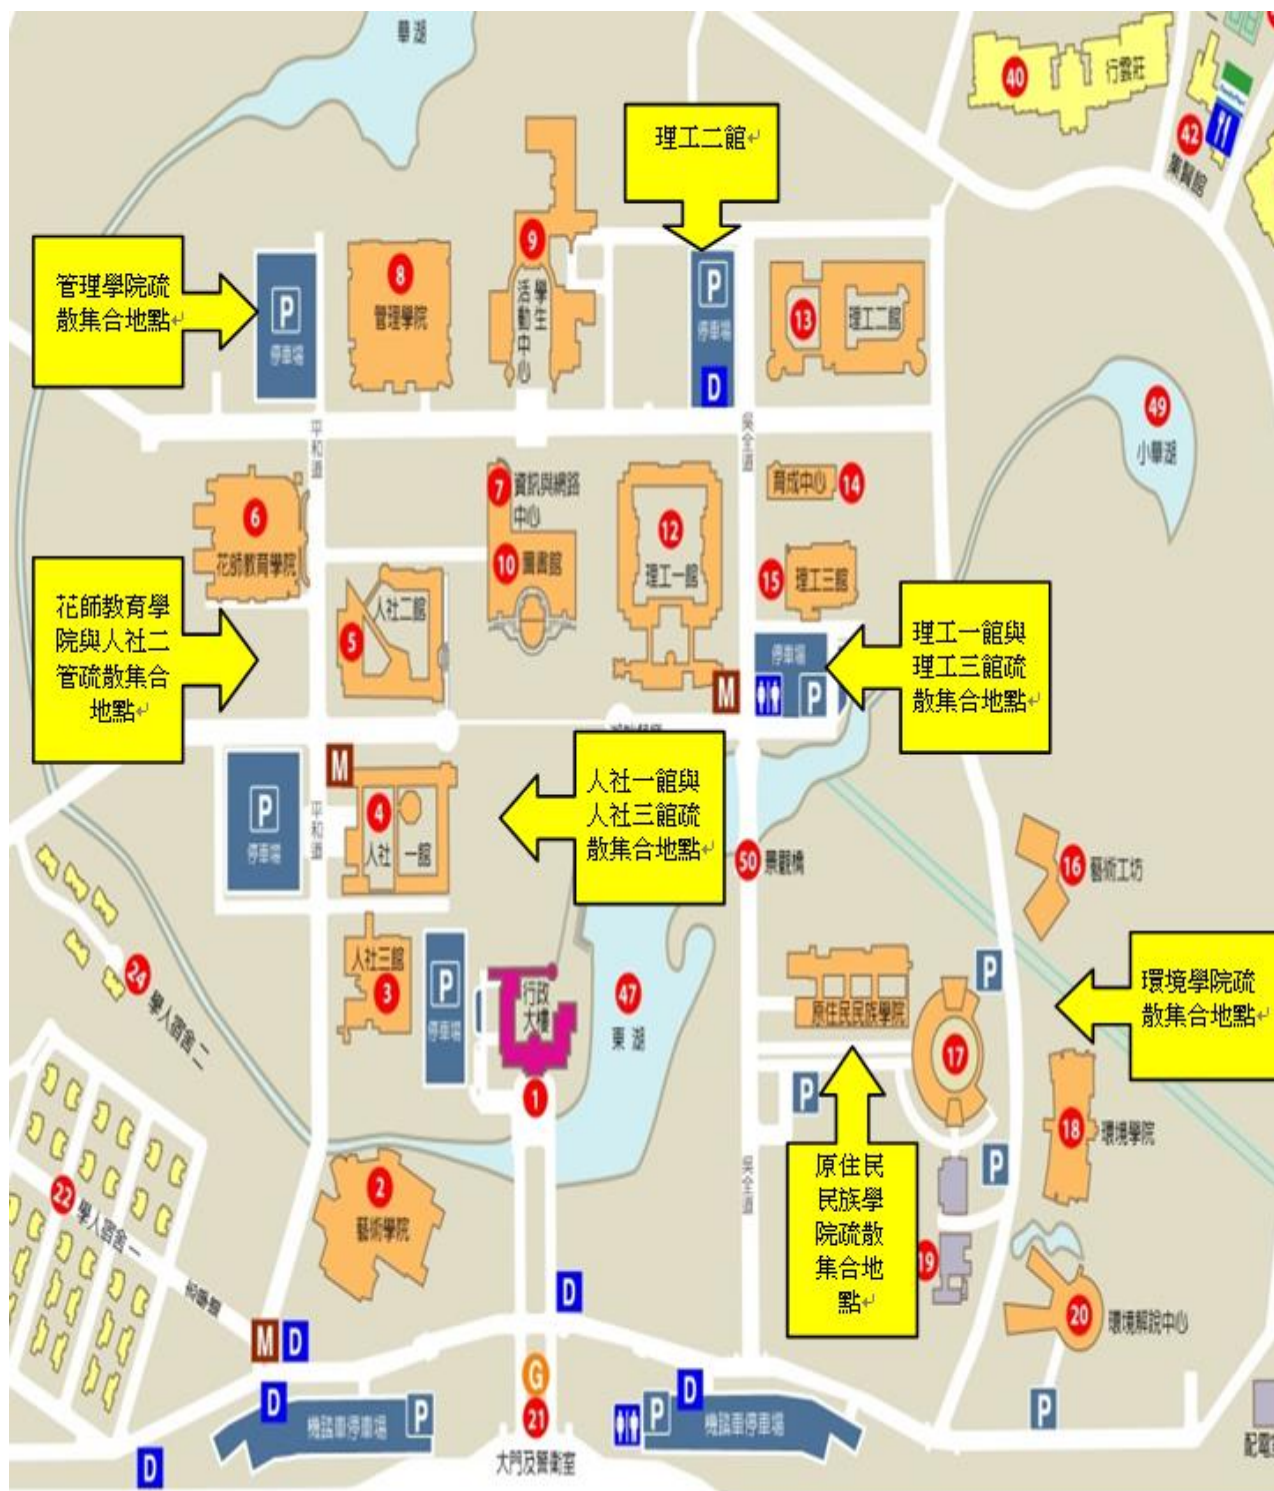 華湖
40
行雲莊
42
集賢館
理工二館
9
學生
活動中心
P
停車場
D
管理學院疏
散集合地點
P
停車場
8
管理學院
13
理工二館
49
小華湖
平和道
吳全道
6
花師教育學院
7
資訊與網路
中心
10
圖書館
12
理工一館
育成中心
14
15
理工三館
花師教育學
院與人社二
管疏散集合
地點
人社二館
5
停車場
P
M
理工一館與
理工三館疏
散集合地點
M
P
停車場
平和道
4
人社 一館
人社一館與
人社三館疏
散集合地點
50
景觀橋
16
藝術工坊
24
學人宿舍二
人社三館
3
P
停車場
行政
大樓
1
47
東湖
原住民民族學院
P
17
環境學院疏
散集合地點
P
18
環境學院
P
原住民
民族學
院疏散
集合地
點
吳全道
22
學人宿舍一
2
藝術學院
19
20
環境解說中心
M
D
D
D
機踏車停車場
P
G
21
大門及警衛室
P
D
機踏車停車場
P
D